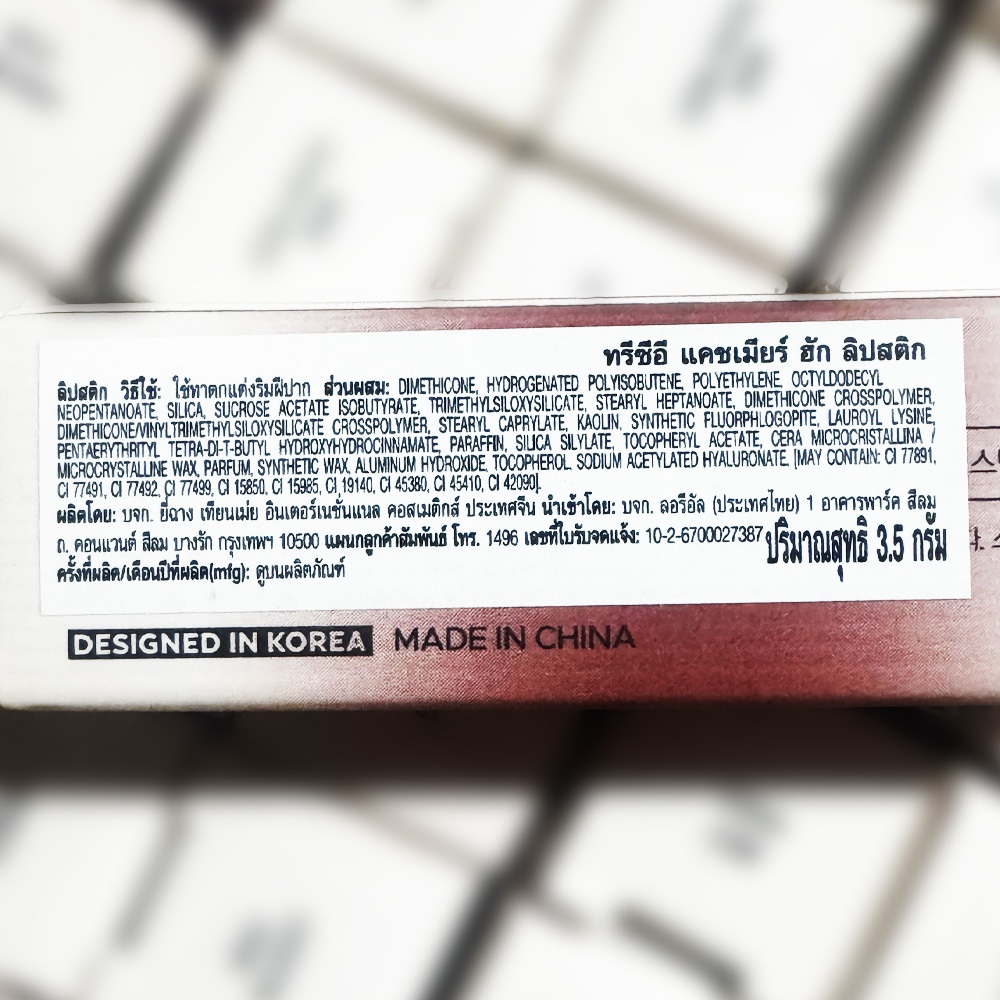 ทรีซีอี แคชเมียร์ ฮัก ลิปสติก
ลิปสติก วิธีใช้: ใช้ทาตกแต่งริมฝีปาก ส่วนผสม: DIMETHICONE, HYDROGENATED POLYISOBUTENE, POLYETHYLENE, OCTYLDODECYL
NEOPENTANOATE, SILICA, SUCROSE ACETATE ISOBUTYRATE, TRIMETHYLSILOXYSILICATE, STEARYL HEPTANOATE, DIMETHICONE CROSSPOLYMER,
DIMETHICONE/VINYLTRIMETHYLSILOXYSILICATE CROSSPOLYMER, STEARYL CAPRYLATE, KAOLIN, SYNTHETIC FLUORPHLOGOPITE, LAUROYL LYSINE,
PENTAERYTHRITYL TETRA-DI-T-BUTYL HYDROXYHYDROCINNAMATE, PARAFFIN, SILICA SILYLATE, TOCOPHERYL ACETATE, CERA MICROCRISTALLINA /
MICROCRYSTALLINE WAX, PARFUM, SYNTHETIC WAX, ALUMINUM HYDROXIDE, TOCOPHEROL, SODIUM ACETYLATED HYALURONATE. [MAY CONTAIN: CI 77891,
CI 77491, CI 77492, CI 77499, CI 15850, CI 15985, CI 19140, CI 45380, CI 45410, CI 42090].
ผลิตโดย: บจก. ยี่ฉาง เทียนเม่ย อินเตอร์เนชั่นแนล คอสเมติกส์ ประเทศจีน นำเข้าโดย: บจก. ลอรีอัล (ประเทศไทย) 1 อาคารพาร์ค สีลม
ถ. คอนแวนต์ สีลม บางรัก กรุงเทพฯ 10500 แผนกลูกค้าสัมพันธ์ โทร. 1496 เลขที่ใบรับจดแจ้ง: 10-2-6700027387 ปริมาณสุทธิ 3.5 กรัม
ครั้งที่ผลิต/เดือนปีที่ผลิต(mfg): ดูบนผลิตภัณฑ์
DESIGNED IN KOREA MADE IN CHINA